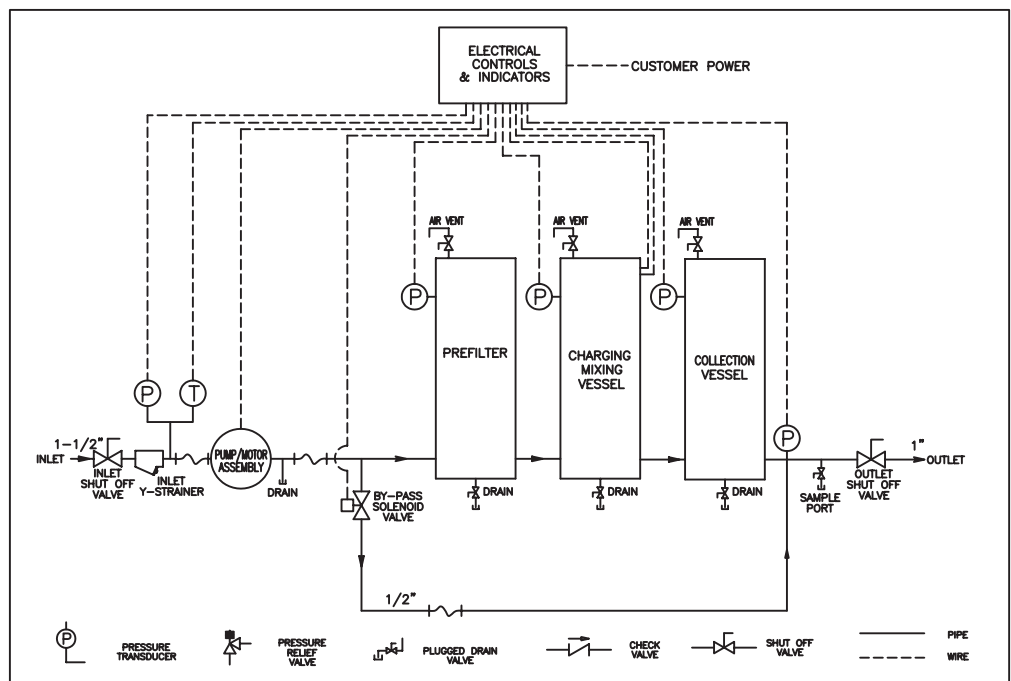 ELECTRICAL
CONTROLS
& INDICATORS
CUSTOMER POWER
AIR VENT
AIR VENT
AIR VENT
P
P
P
PREFILTER
CHARGING
MIXING
VESSEL
COLLECTION
VESSEL
P
T
P
1-1/2"
INLET
INLET
SHUT OFF
VALVE
INLET
Y-STRAINER
PUMP/MOTOR
ASSEMBLY
DRAIN
BY-PASS
SOLENOID
VALVE
DRAIN
DRAIN
DRAIN
SAMPLE
PORT
OUTLET
SHUT OFF
VALVE
1"
OUTLET
1/2"
P
PRESSURE
TRANSDUCER
PRESSURE
RELIEF
VALVE
PLUGGED DRAIN
VALVE
CHECK
VALVE
SHUT OFF
VALVE
PIPE
WIRE